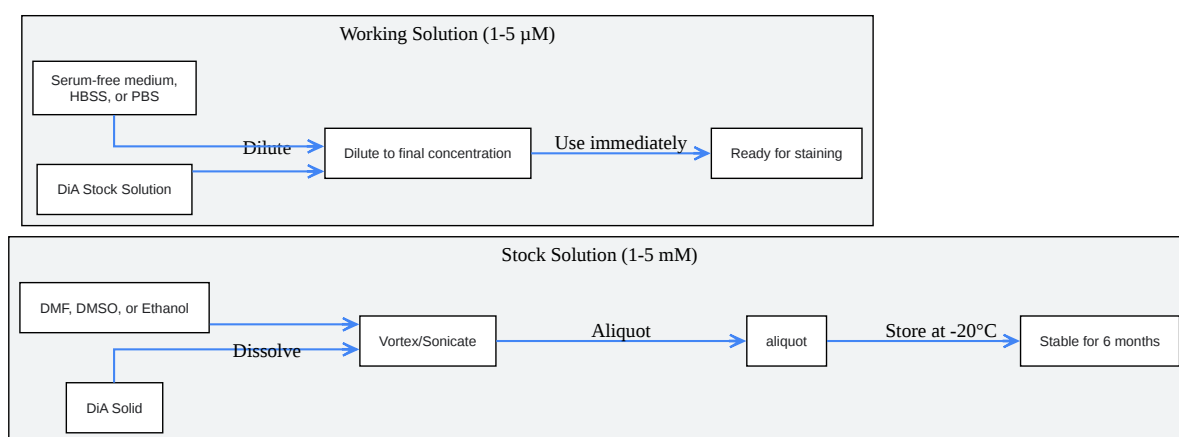 Working Solution (1-5 µM)
Serum-free medium,
HBSS, or PBS
Dilute
Dilute to final concentration
Use immediately
Ready for staining
DiA Stock Solution
Stock Solution (1-5 mM)
DMF, DMSO, or Ethanol
Dissolve
Vortex/Sonicate
Aliquot
aliquot
Store at -20°C
Stable for 6 months
DiA Solid